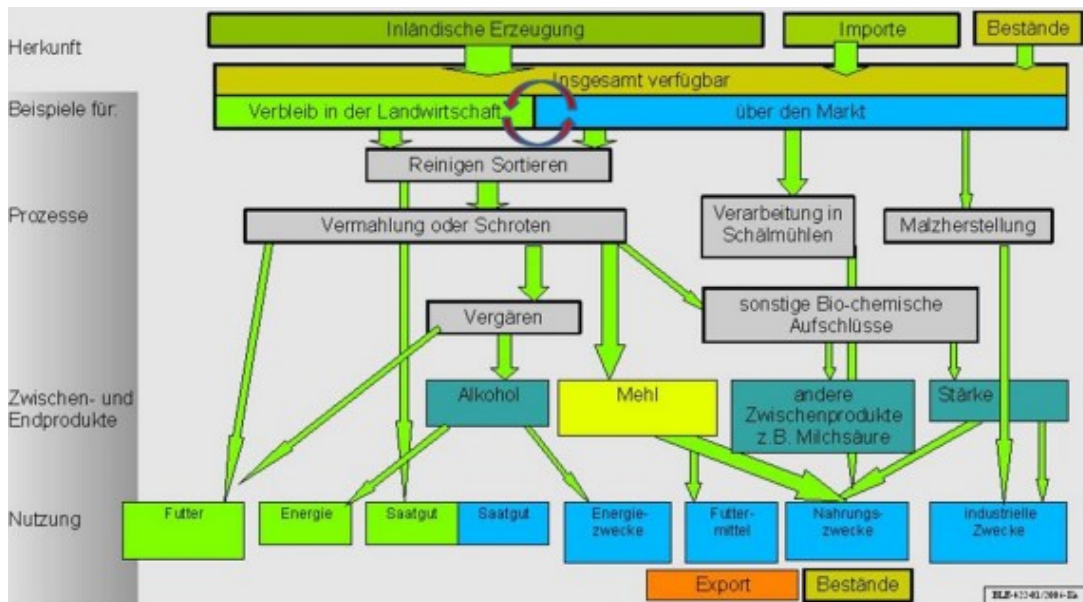 Herkunft
Inländische Erzeugung
Importe
Bestände
Insgesamt verfügbar
Beispiele für:
Verbleib in der Landwirtschaft
über den Markt
Reinigen Sortieren
Prozesse
Vermahlung oder Schroten
Verarbeitung in
Schälmühlen
Malzherstellung
Vergären
sonstige Bio-chemische
Aufschlüsse
Zwischen- und
Endprodukte
Alkohol
Mehl
andere
Zwischenprodukte
z.B. Milchsäure
Stärke
Nutzung
Futter
Energie
Saatgut
Saatgut
Energie-
zwecke
Futter-
mittel
Nahrungs-
zwecke
industrielle
Zwecke
Export
Bestände